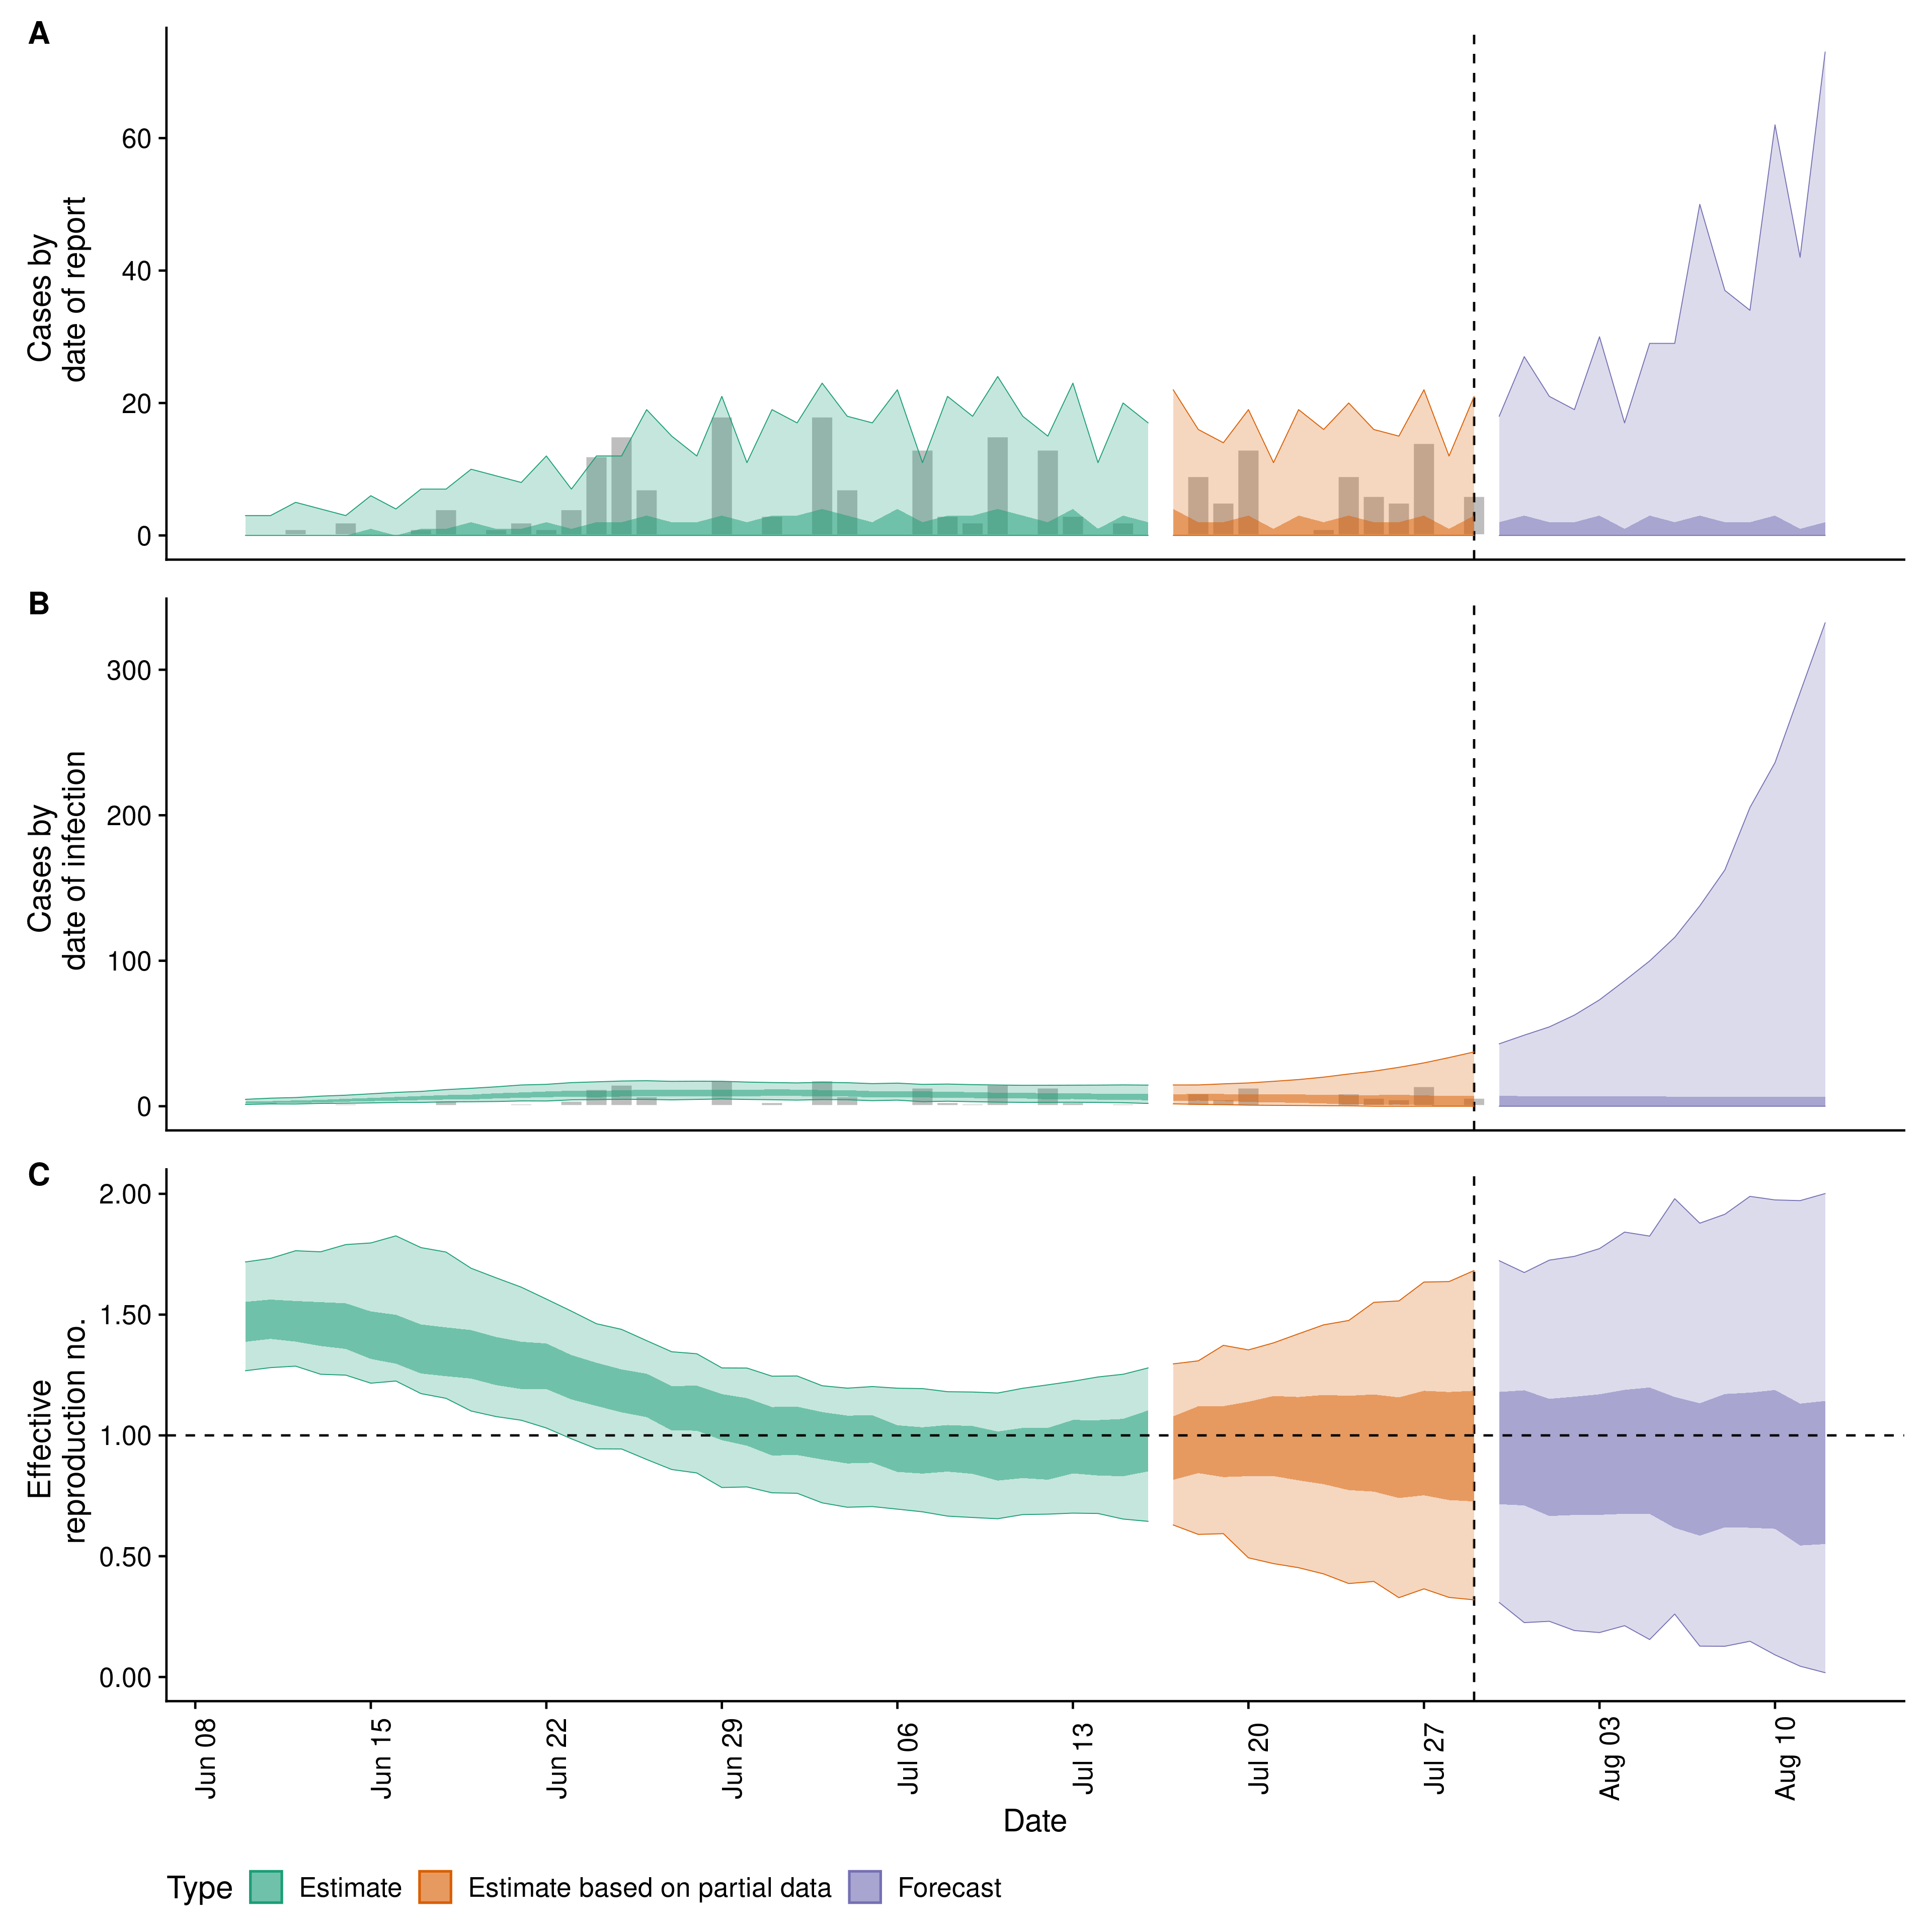 A
Cases by
date of report
60
40
20
0
B
Cases by
date of infection
300
200
100
0
C
Effective
reproduction no.
2.00
1.50
1.00
0.50
0.00
Jun 08
Jun 15
Jun 22
Jun 29
Jul 06
Jul 13
Jul 20
Jul 27
Aug 03
Aug 10
Date
Type Estimate Estimate based on partial data Forecast